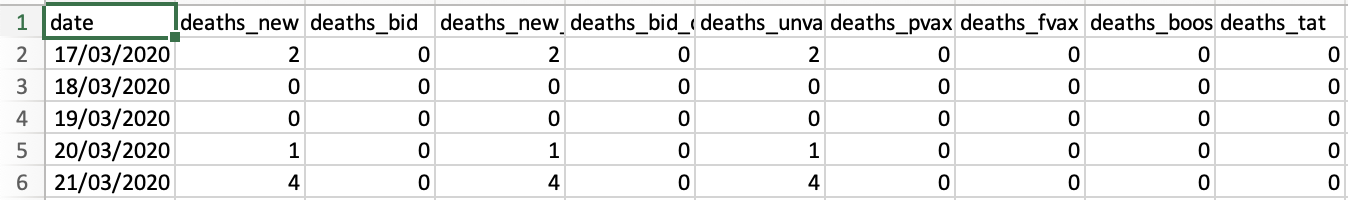 1 date deaths_new deaths_bid deaths_new_ deaths_bid_ deaths_unva deaths_pvax deaths_fvax deaths_boos deaths_tat
2 17/03/2020 2 0 2 0 2 0 0 0 0
3 18/03/2020 0 0 0 0 0 0 0 0 0
4 19/03/2020 0 0 0 0 0 0 0 0 0
5 20/03/2020 1 0 1 0 1 0 0 0 0
6 21/03/2020 4 0 4 0 4 0 0 0 0